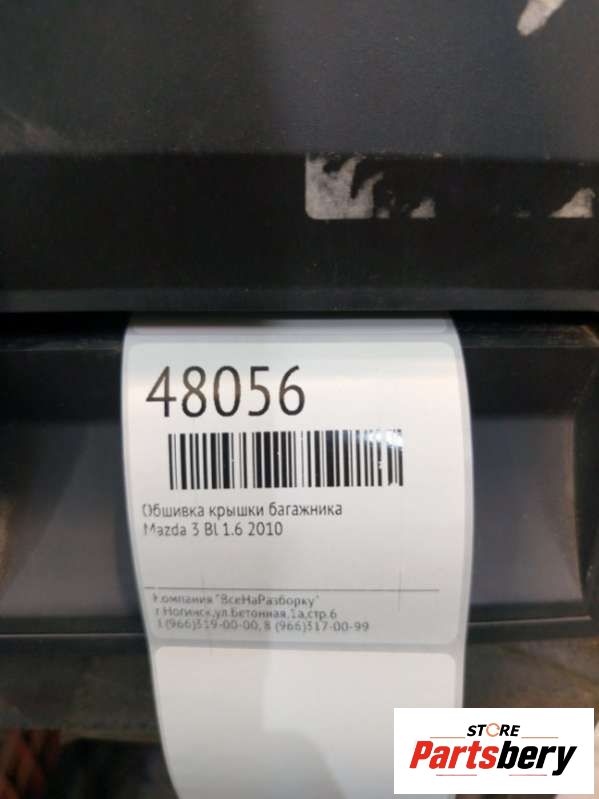 48056
Обшивка крышки багажника
Mazda 3 Bl 1.6 2010
Компания "ВсеНаРазборку"
г.Ногинск,ул.Бетонная,1а,стр.6
(966)319-00-00, 8 (966)317-00-99
STORE
Partsbery